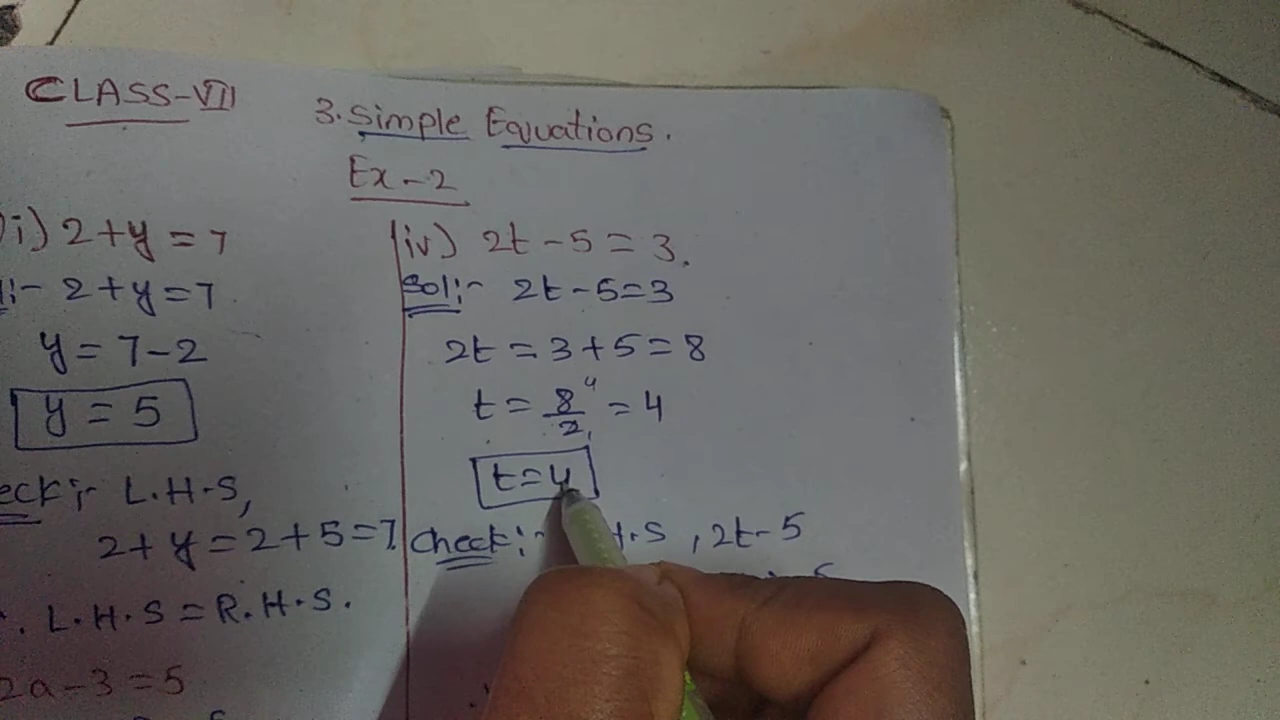 CLASS-VII
3. Simple Equations.
Ex-2
i) 2+y=7
2+y=7
y=7-2
y=5
L.H.S,
2+y=2+5=7
L.H.S=R.H.S.
2a-3=5
(iv) 2t-5=3.
Sol:- 2t-5=3
2t=3+5=8
t=8/2=4
t=4
Check:- H.S, 2t-5